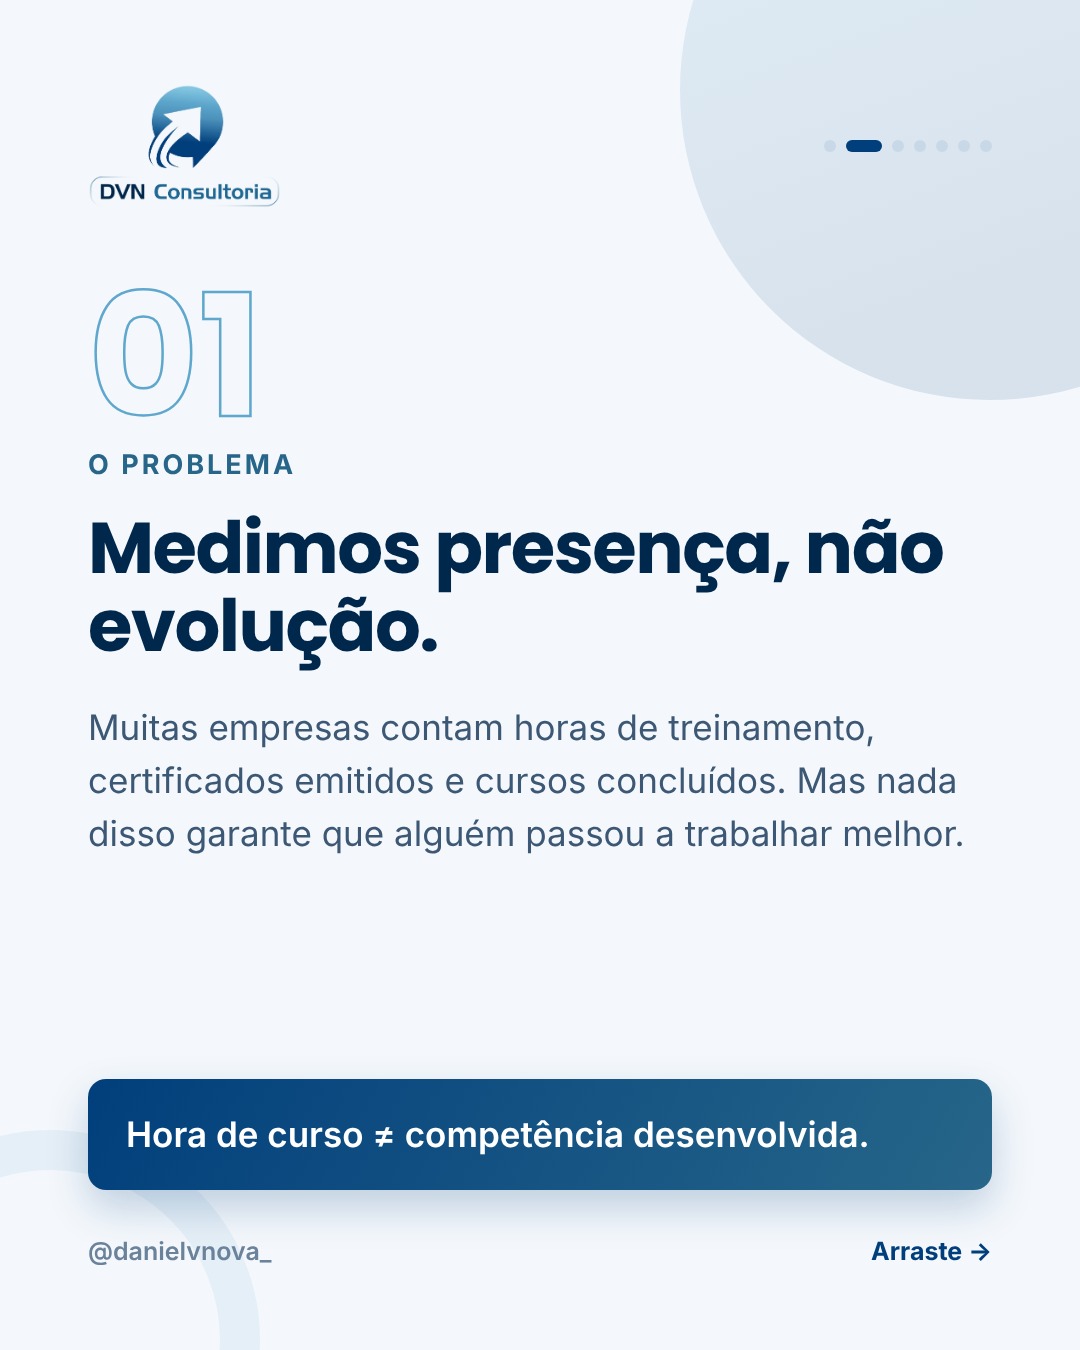 DVN Consultoria
01
O PROBLEMA
Medimos presença, não
evolução.
Muitas empresas contam horas de treinamento,
certificados emitidos e cursos concluídos. Mas nada
disso garante que alguém passou a trabalhar melhor.
Hora de curso ≠ competência desenvolvida.
@danielvnova_
Arraste →